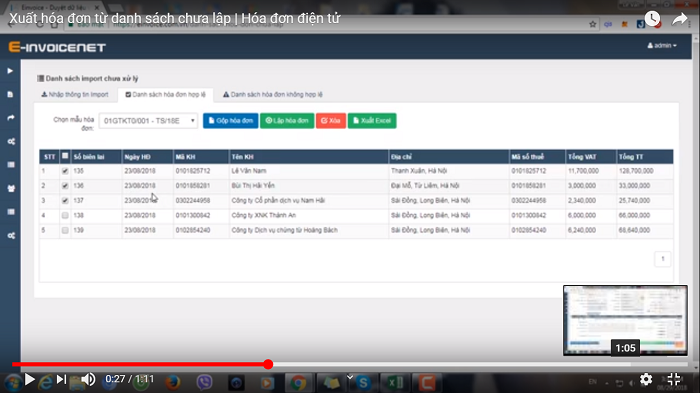 Xuất hóa đơn từ danh sách chưa lập | Hóa đơn điện tử
E-INVOICENET
admin
Danh sách import chưa xử lý
Nhập thông tin import
Danh sách hóa đơn hợp lệ
Danh sách hóa đơn không hợp lệ
Chọn mẫu hóa đơn:
01GTKT0/001 - TS/18E
Gộp hóa đơn
Lập hóa đơn
Xóa
Xuất Excel
STT Số biên lai Ngày HĐ Mã KH Tên KH Địa chỉ Mã số thuế Tổng VAT Tổng TT
1 135 23/08/2018 0101825712 Lê Văn Nam Thanh Xuân, Hà Nội 0101825712 11,700,000 128,700,000
2 136 23/08/2018 0101858281 Bùi Thị Hải Yến Đại Mỗ, Từ Liêm, Hà Nội 0101858281 3,000,000 33,000,000
3 137 23/08/2018 0302244958 Công ty Cổ phần dịch vụ Nam Hải Sài Đồng, Long Biên, Hà Nội 0302244958 2,340,000 25,740,000
4 138 23/08/2018 0101300842 Công ty XNK Thành An Sài Đồng, Long Biên, Hà Nội 0101300842 6,000,000 66,000,000
5 139 23/08/2018 0102854240 Công ty Dịch vụ chứng từ Hoàng Bách Sài Đồng, Long Biên, Hà Nội 0102854240 6,240,000 68,640,000
1
1:05
0:27 / 1:11
EN